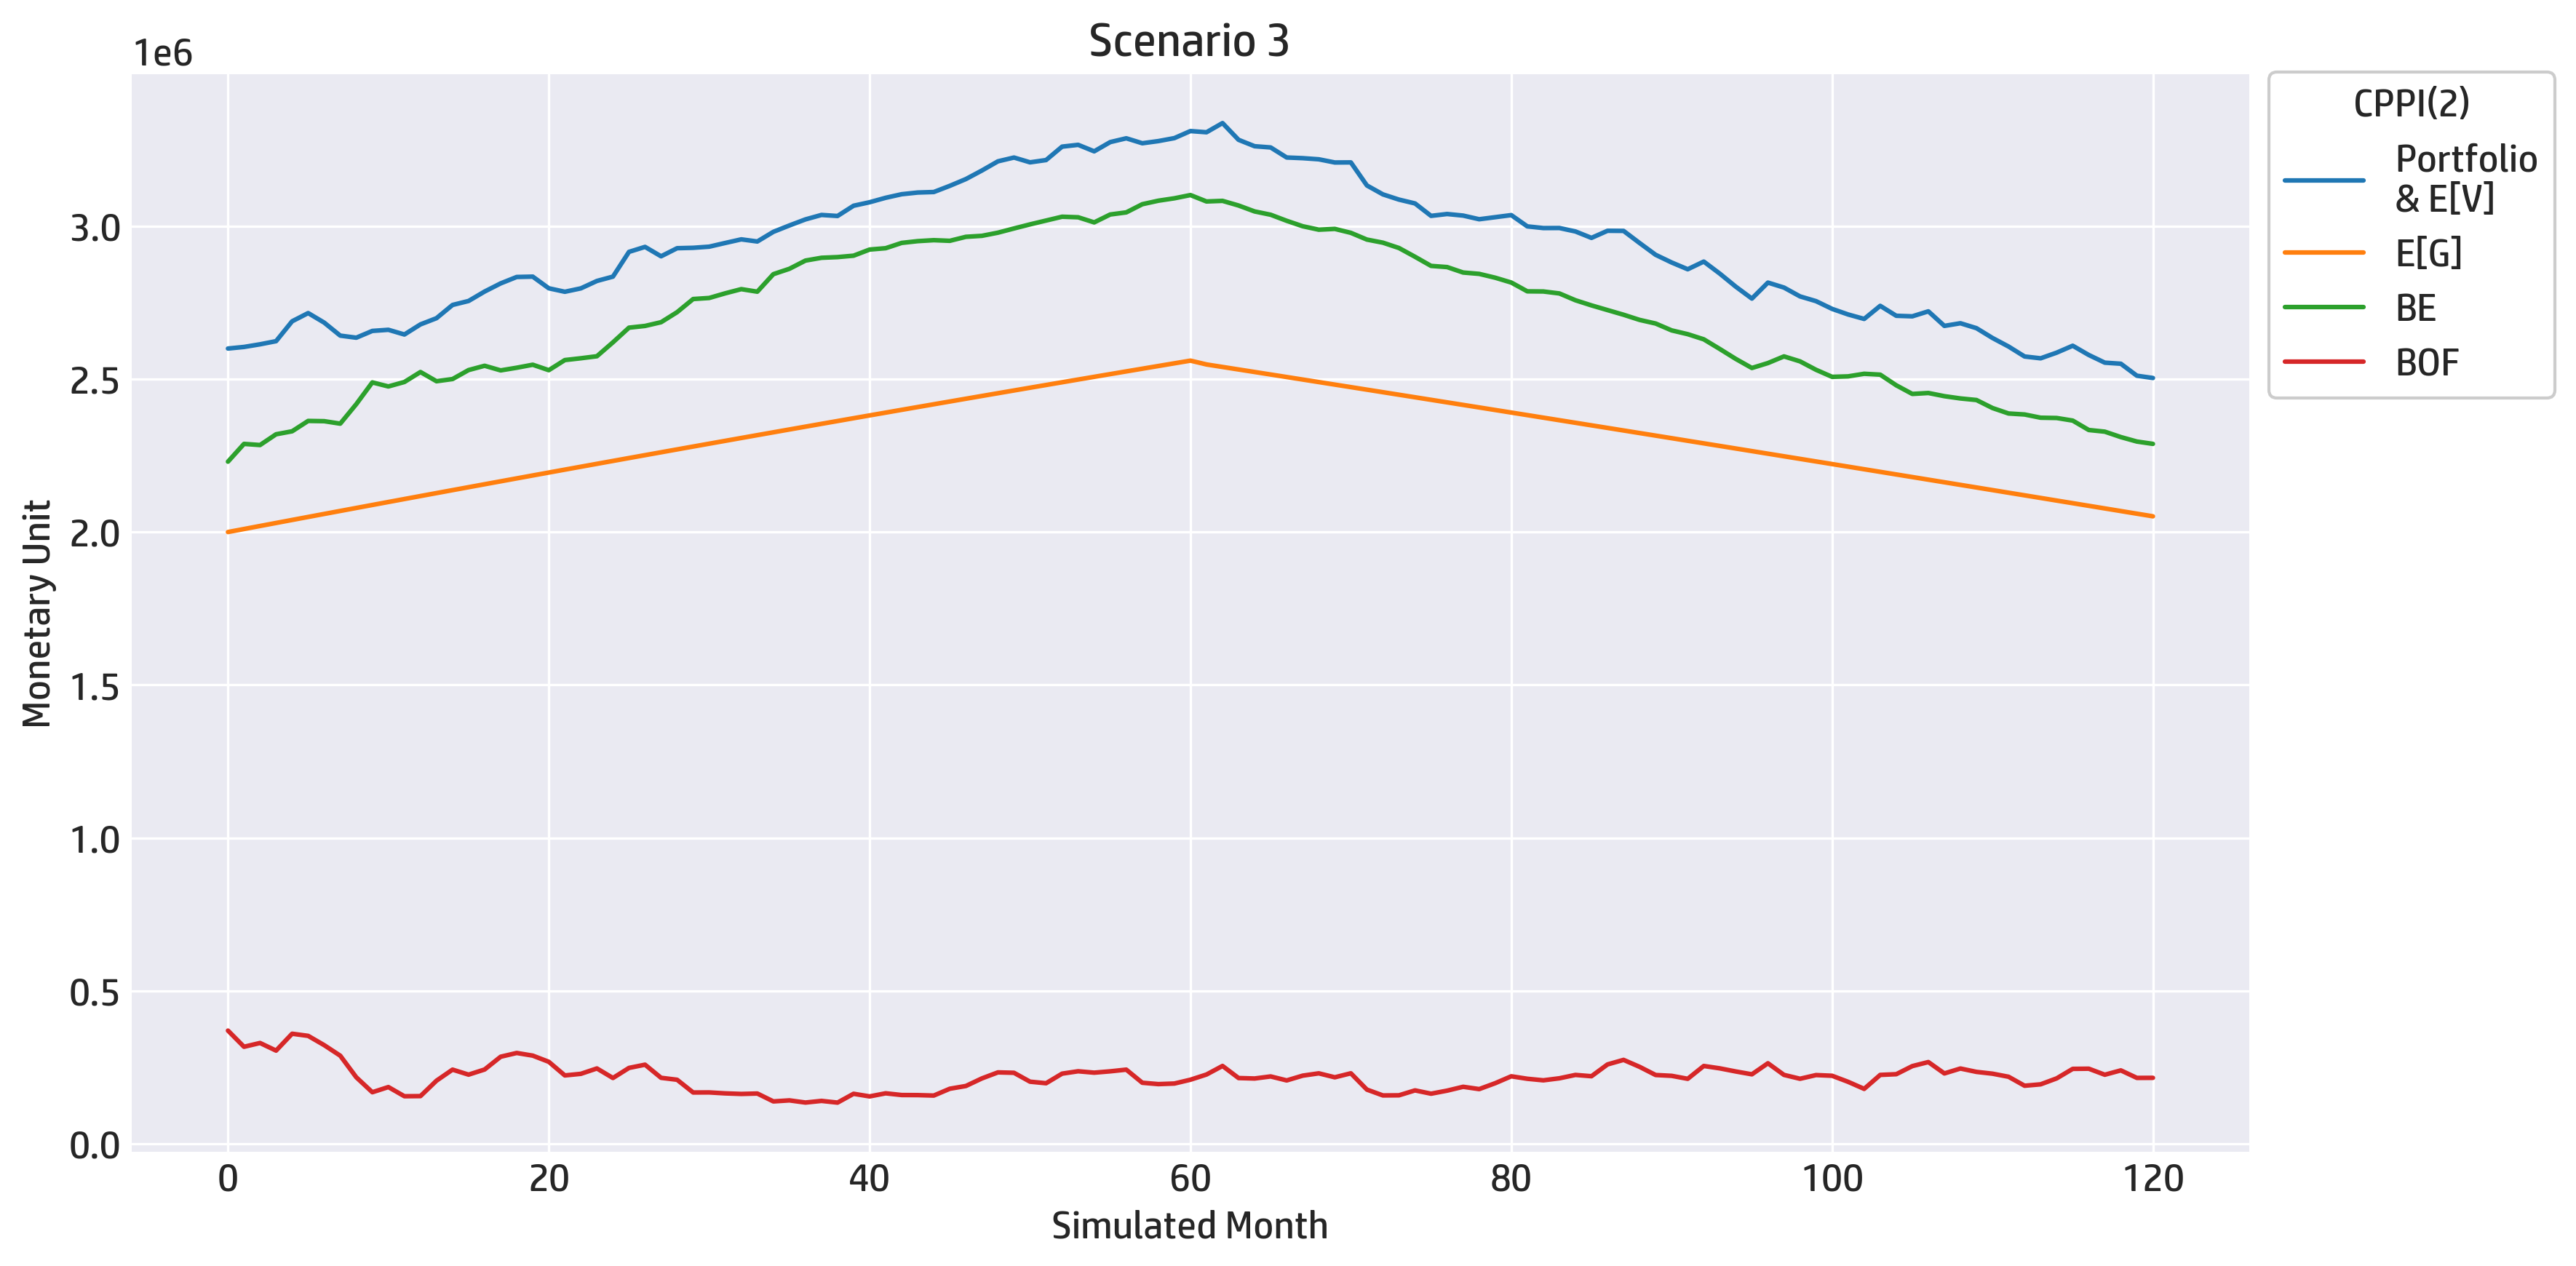 Scenario 3
1e6
CPPI(2)
Portfolio
& E[V]
E[G]
BE
BOF
Monetary Unit
3.0
2.5
2.0
1.5
1.0
0.5
0.0
0 20 40 60 80 100 120
Simulated Month